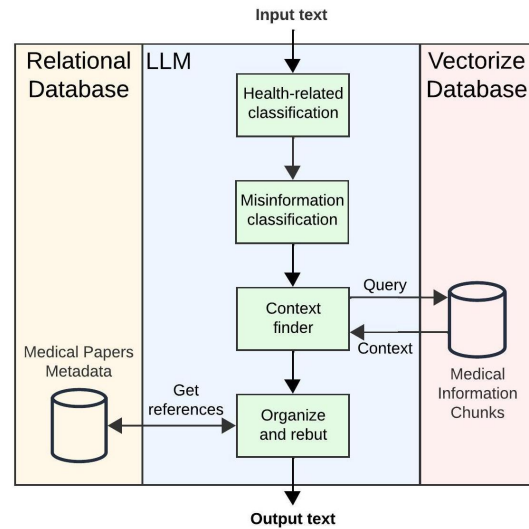 Input text
Relational
Database
LLM
Vectorize
Database
Health-related
classification
Misinformation
classification
Context
finder
Query
Context
Medical
Information
Chunks
Medical Papers
Metadata
Get
references
Organize
and rebut
Output text